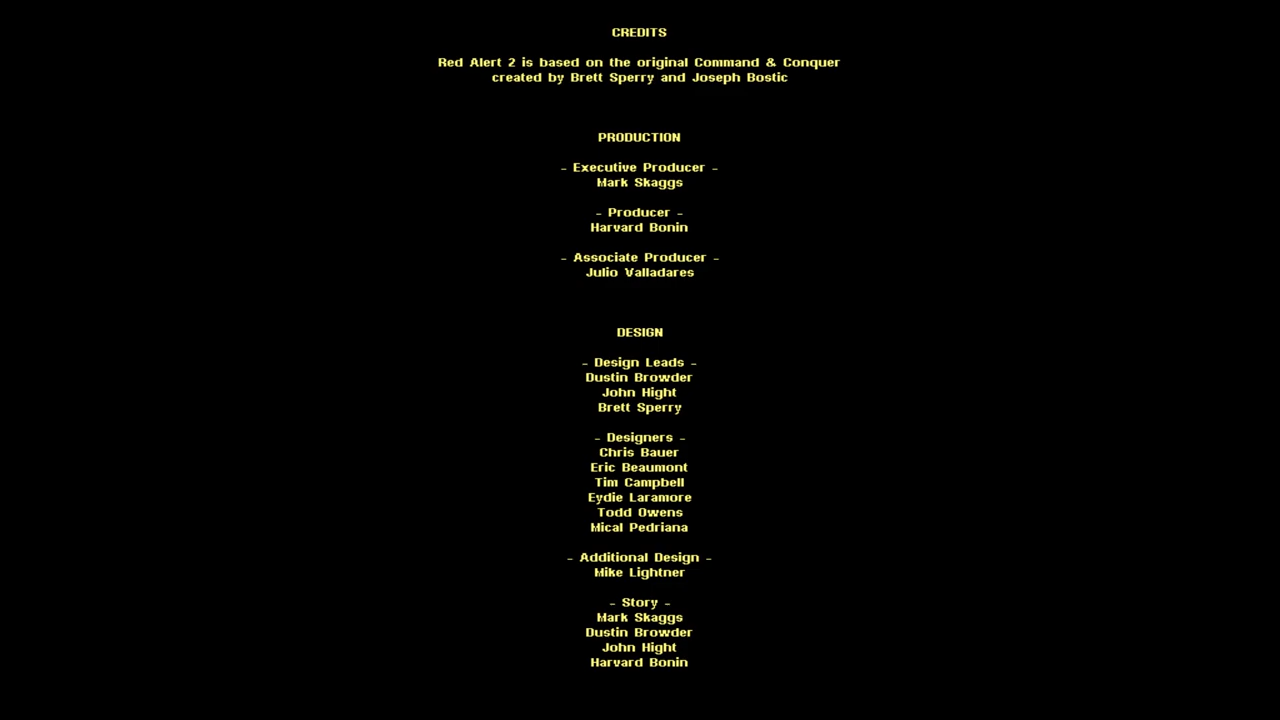 CREDITS
Red Alert 2 is based on the original Command & Conquer
created by Brett Sperry and Joseph Bostic
PRODUCTION
- Executive Producer -
Mark Skaggs
- Producer -
Harvard Bonin
- Associate Producer -
Julio Valladares
DESIGN
- Design Leads -
Dustin Browder
John Hight
Brett Sperry
- Designers -
Chris Bauer
Eric Beaumont
Tim Campbell
Eydie Laramore
Todd Owens
Mical Pedriana
- Additional Design -
Mike Lightner
- Story -
Mark Skaggs
Dustin Browder
John Hight
Harvard Bonin